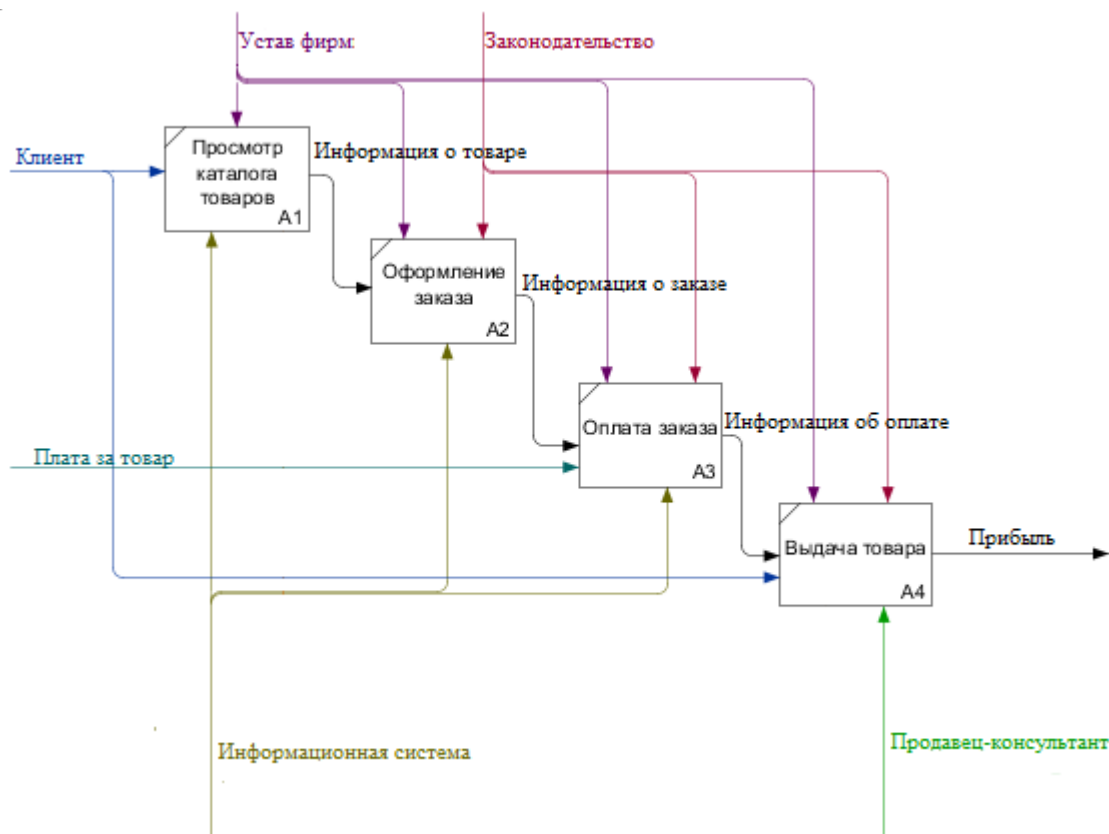 Устав фирм
Законодательство
Клиент
Просмотр
каталога
товаров
A1
Информация о товаре
Оформление
заказа
A2
Информация о заказе
Оплата заказа
A3
Информация об оплате
Плата за товар
Выдача товара
A4
Прибыль
Информационная система
Продавец-консультант